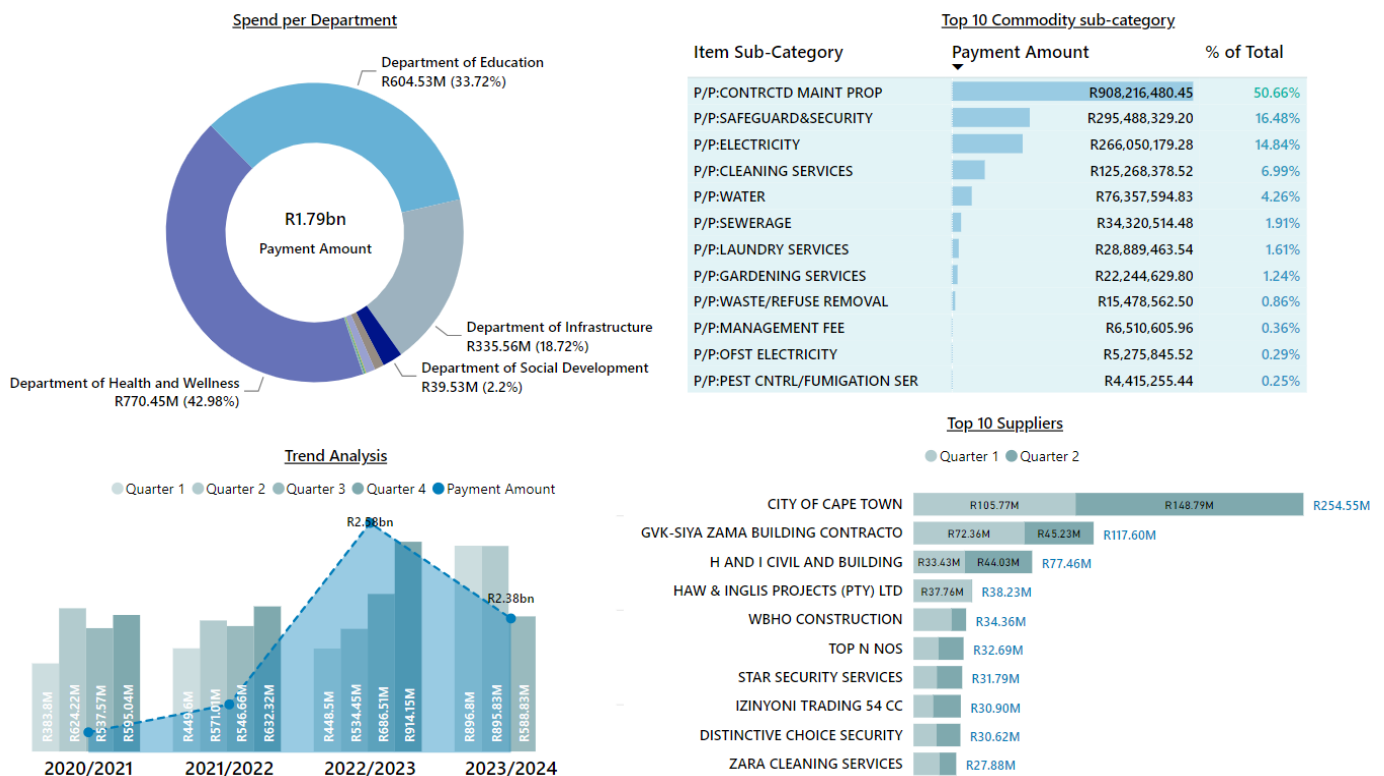 Spend per Department
Department of Education
R604.53M (33.72%)
R1.79bn
Payment Amount
Department of Infrastructure
R335.56M (18.72%)
Department of Social Development
R39.53M (2.2%)
Department of Health and Wellness
R770.45M (42.98%)
Top 10 Commodity sub-category
Item Sub-Category Payment Amount % of Total
P/P:CONTRCTD MAINT PROP R908,216,480.45 50.66%
P/P:SAFEGUARD&SECURITY R295,488,329.20 16.48%
P/P:ELECTRICITY R266,050,179.28 14.84%
P/P:CLEANING SERVICES R125,268,378.52 6.99%
P/P:WATER R76,357,594.83 4.26%
P/P:SEWERAGE R34,320,514.48 1.91%
P/P:LAUNDRY SERVICES R28,889,463.54 1.61%
P/P:GARDENING SERVICES R22,244,629.80 1.24%
P/P:WASTE/REFUSE REMOVAL R15,478,562.50 0.86%
P/P:MANAGEMENT FEE R6,510,605.96 0.36%
P/P:OFST ELECTRICITY R5,275,845.52 0.29%
P/P:PEST CNTRL/FUMIGATION SER R4,415,255.44 0.25%
Trend Analysis
Quarter 1 Quarter 2 Quarter 3 Quarter 4 Payment Amount
R2.58bn
R2.38bn
R383.8M R624.22M R537.57M R595.04M R449.6M R571.01M R546.66M R632.32M R448.5M R534.45M R686.51M R914.15M R896.8M R895.83M R588.83M
2020/2021 2021/2022 2022/2023 2023/2024
Top 10 Suppliers
Quarter 1 Quarter 2
CITY OF CAPE TOWN R105.77M R148.79M R254.55M
GVK-SIYA ZAMA BUILDING CONTRACTO R72.36M R45.23M R117.60M
H AND I CIVIL AND BUILDING R33.43M R44.03M R77.46M
HAW & INGLIS PROJECTS (PTY) LTD R37.76M R38.23M
WBHO CONSTRUCTION R34.36M
TOP N NOS R32.69M
STAR SECURITY SERVICES R31.79M
IZINYONI TRADING 54 CC R30.90M
DISTINCTIVE CHOICE SECURITY R30.62M
ZARA CLEANING SERVICES R27.88M